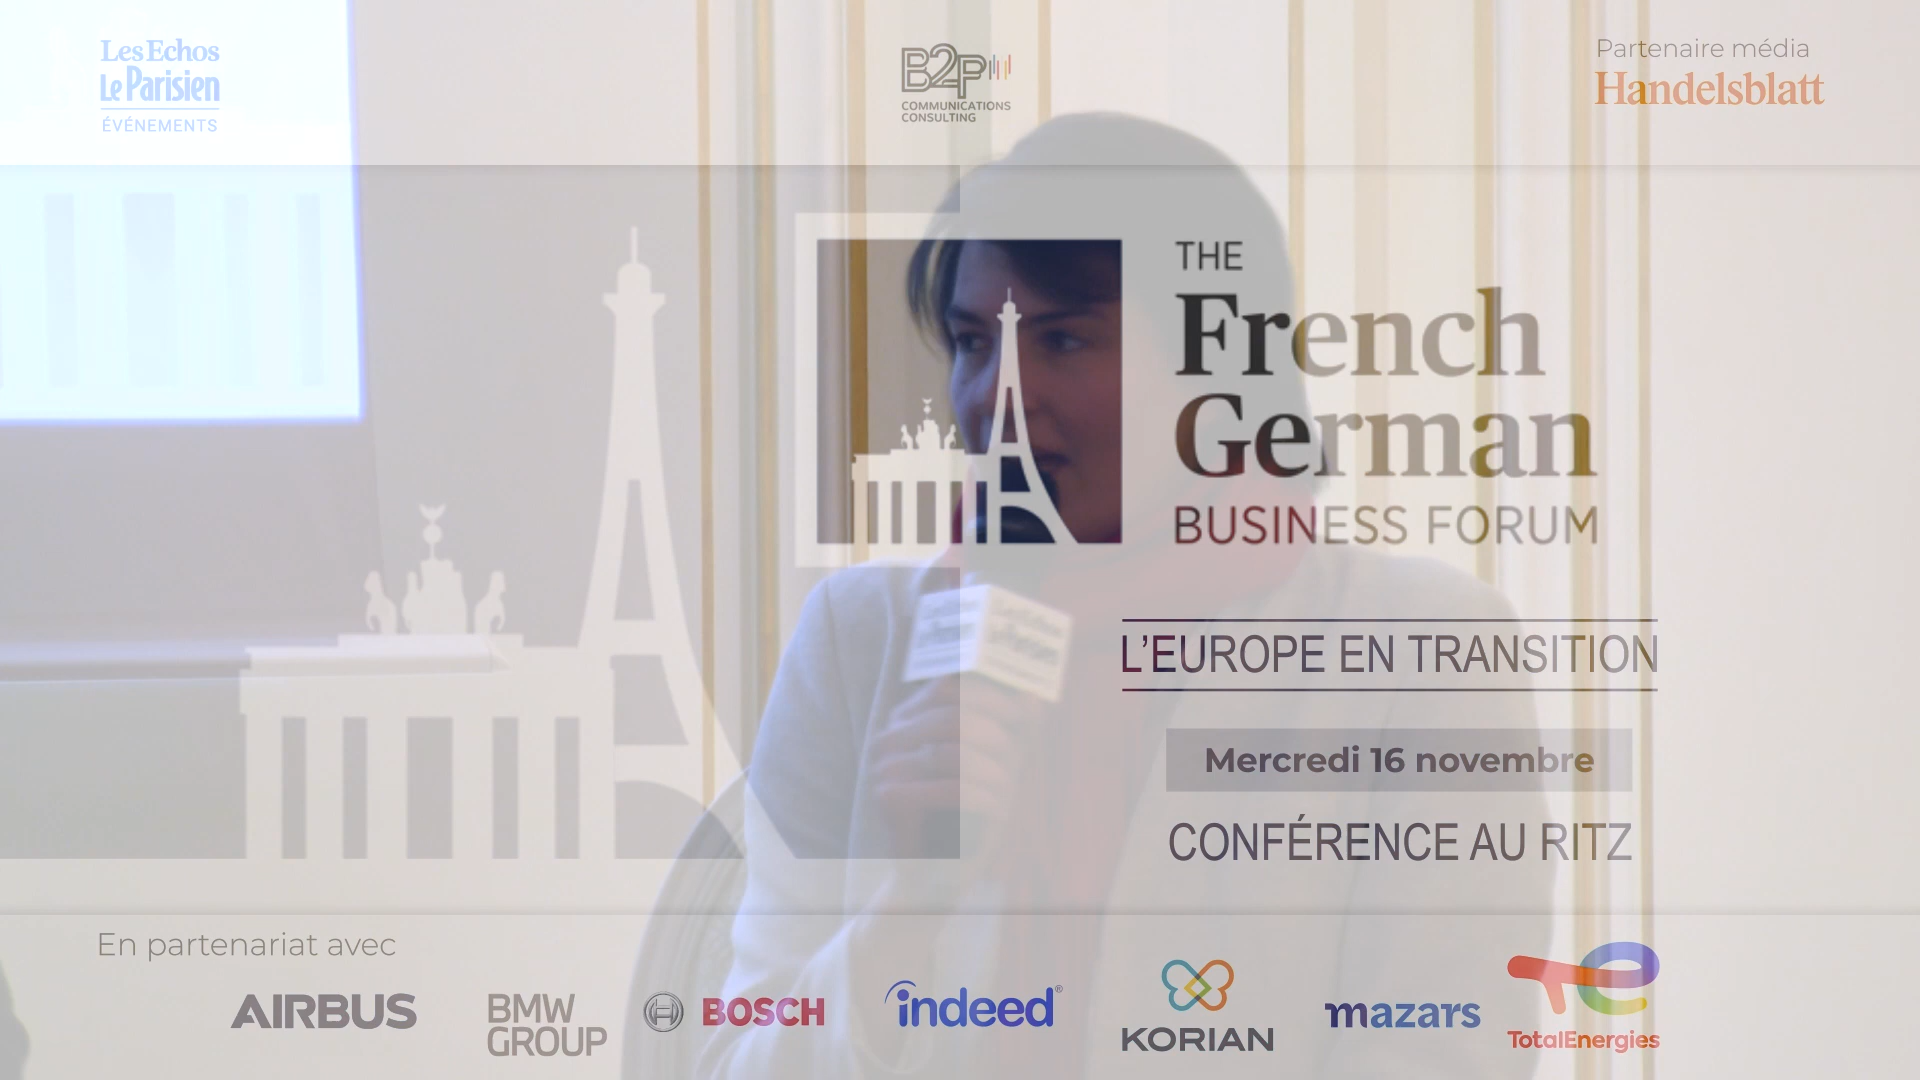 Les Echos
Le Parisien
ÉVÉNEMENTS
B2P
COMMUNICATIONS
CONSULTING
Partenaire média
Handelsblatt
THE
French
German
BUSINESS FORUM
L'EUROPE EN TRANSITION
Mercredi 16 novembre
CONFÉRENCE AU RITZ
En partenariat avec
AIRBUS
BMW
GROUP
BOSCH
indeed®
KORIAN
mazars
TotalEnergies